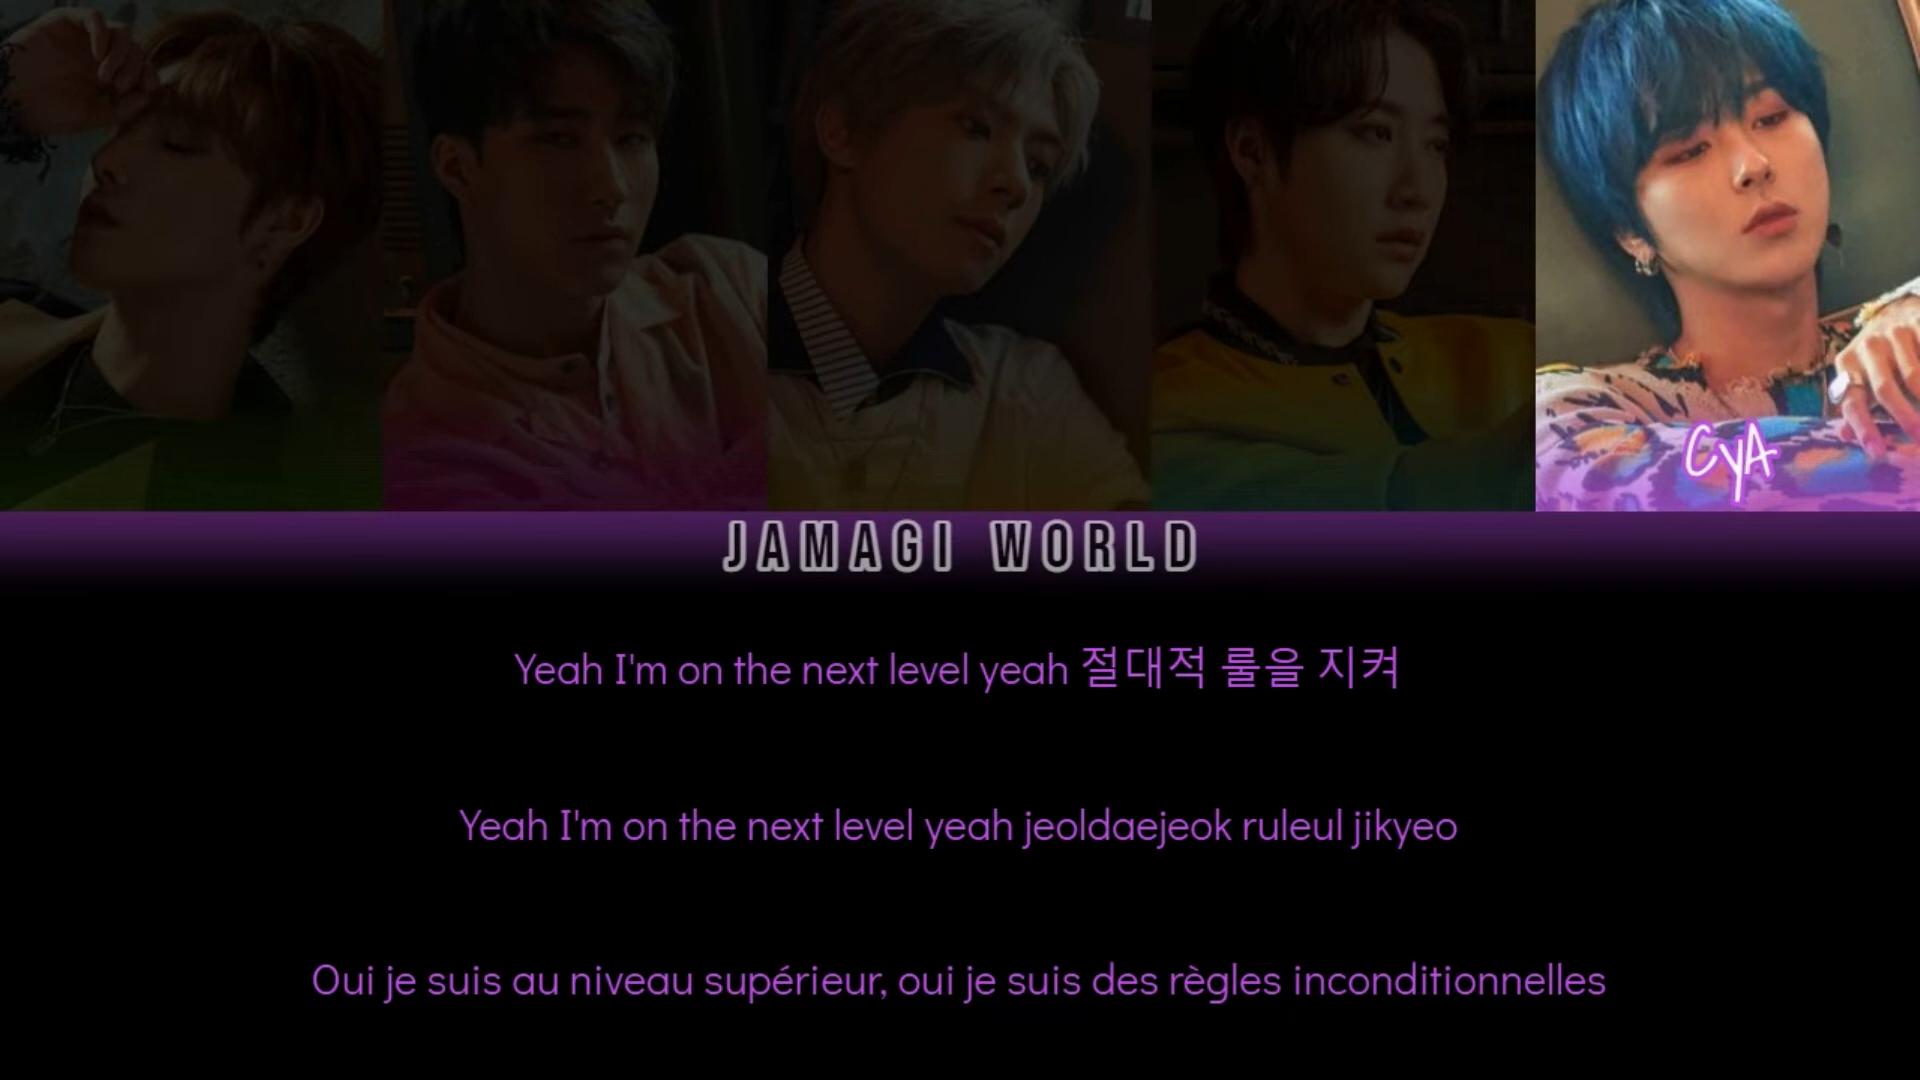 CyA
JAMAGI WORLD
Yeah I'm on the next level yeah 절대적 룰을 지켜
Yeah I'm on the next level yeah jeoldaejeok ruleul jikyeo
Oui je suis au niveau supérieur, oui je suis des règles inconditionnelles